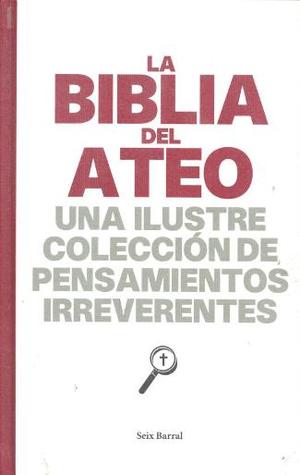 LA
BIBLIA
DEL
ATEO
UNA ILUSTRE
COLECCIÓN DE
PENSAMIENTOS
IRREVERENTES
Seix Barral